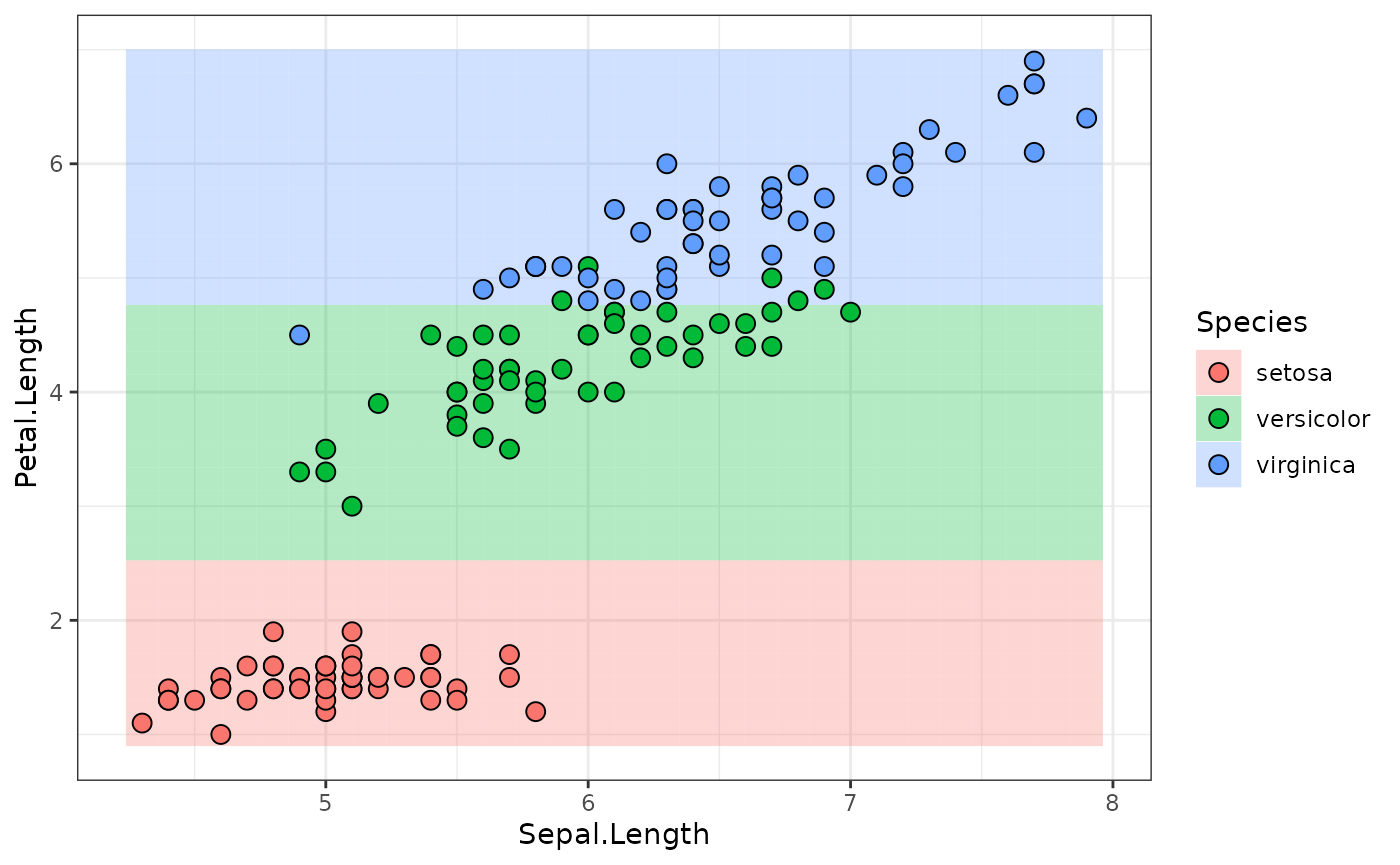 Petal.Length
6
4
2
5 6 7 8
Sepal.Length
Species
setosa
versicolor
virginica